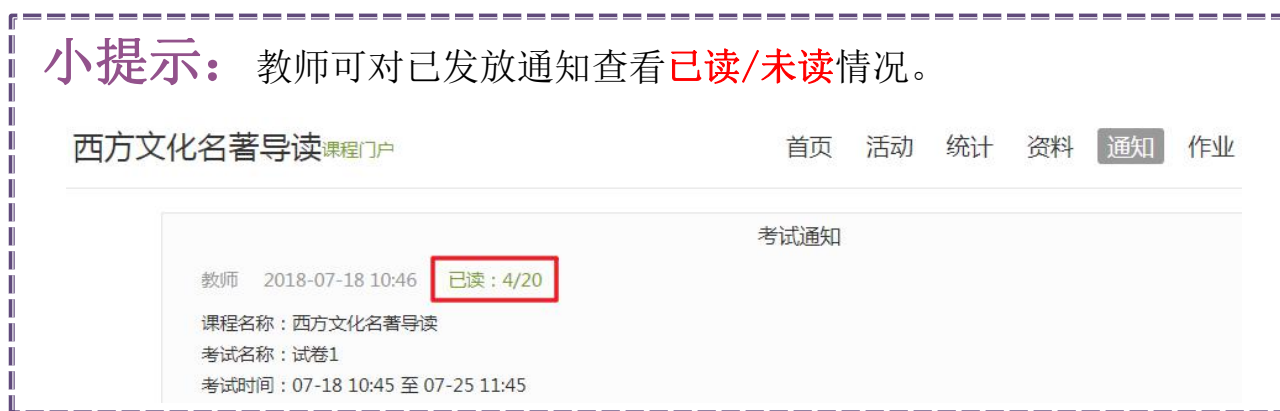 小提示：教师可对已发放通知查看已读/未读情况。
西方文化名著导读课程门户 首页 活动 统计 资料 通知 作业
考试通知
教师 2018-07-18 10:46 已读：4/20
课程名称：西方文化名著导读
考试名称：试卷1
考试时间：07-18 10:45 至 07-25 11:45